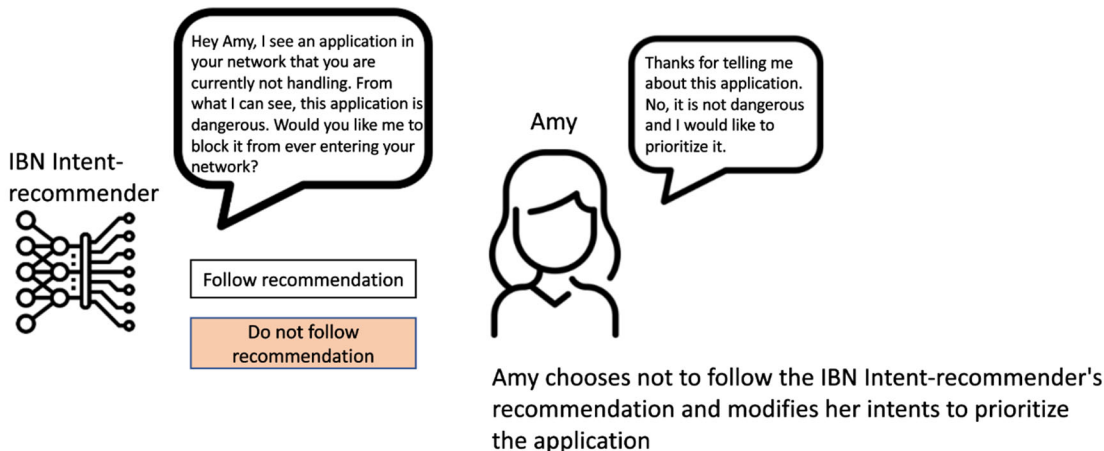 Hey Amy, I see an application in
your network that you are
currently not handling. From
what I can see, this application is
dangerous. Would you like me to
block it from ever entering your
network?
Thanks for telling me
about this application.
No, it is not dangerous
and I would like to
prioritize it.
Amy
IBN Intent-
recommender
Follow recommendation
Do not follow
recommendation
Amy chooses not to follow the IBN Intent-recommender's
recommendation and modifies her intents to prioritize
the application